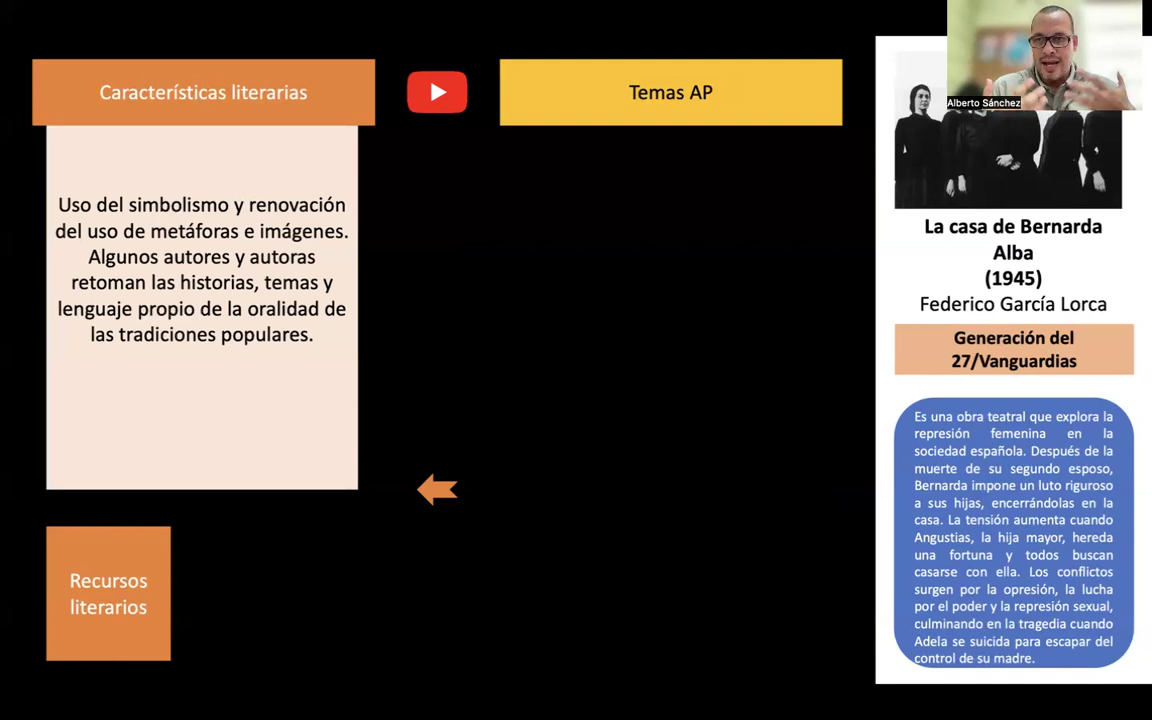 Características literarias
Temas AP
Uso del simbolismo y renovación
del uso de metáforas e imágenes.
Algunos autores y autoras
retoman las historias, temas y
lenguaje propio de la oralidad de
las tradiciones populares.
Recursos
literarios
Alberto Sánchez
La casa de Bernarda
Alba
(1945)
Federico García Lorca
Generación del
27/Vanguardias
Es una obra teatral que explora la
represión femenina en la
sociedad española. Después de la
muerte de su segundo esposo,
Bernarda impone un luto riguroso
a sus hijas, encerrándolas en la
casa. La tensión aumenta cuando
Angustias, la hija mayor, hereda
una fortuna y todos buscan
casarse con ella. Los conflictos
surgen por la opresión, la lucha
por el poder y la represión sexual,
culminando en la tragedia cuando
Adela se suicida para escapar del
control de su madre.